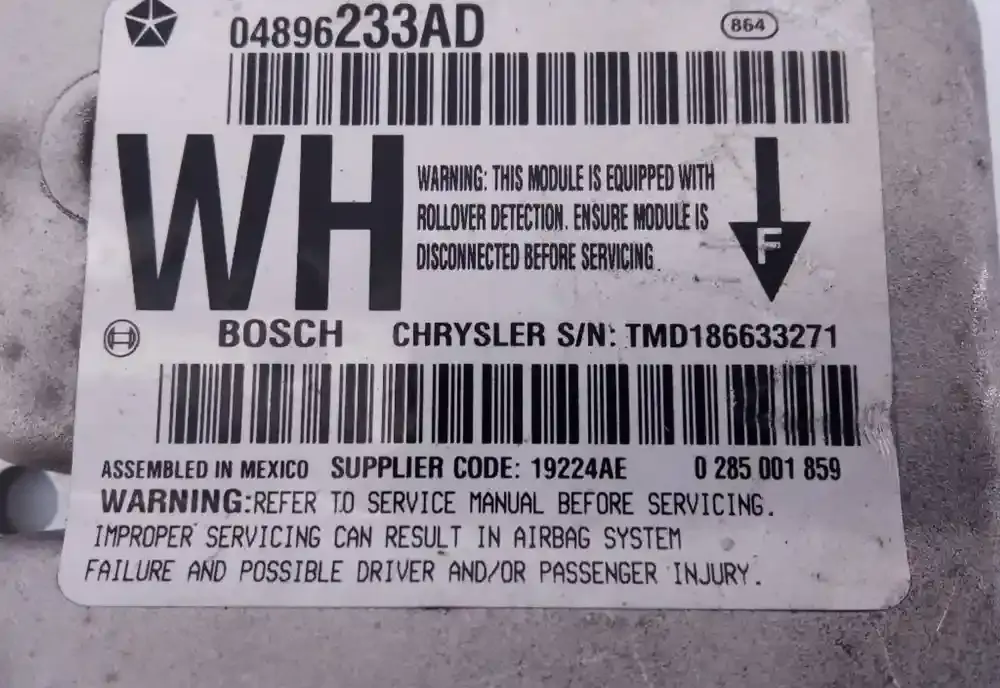 04896233AD
864
WH
WARNING: THIS MODULE IS EQUIPPED WITH
ROLLOVER DETECTION. ENSURE MODULE IS
DISCONNECTED BEFORE SERVICING.
F
BOSCH CHRYSLER S/N: TMD186633271
ASSEMBLED IN MEXICO SUPPLIER CODE: 19224AE 0 285 001 859
WARNING:REFER TO SERVICE MANUAL BEFORE SERVICING.
IMPROPER SERVICING CAN RESULT IN AIRBAG SYSTEM
FAILURE AND POSSIBLE DRIVER AND/OR PASSENGER INJURY.